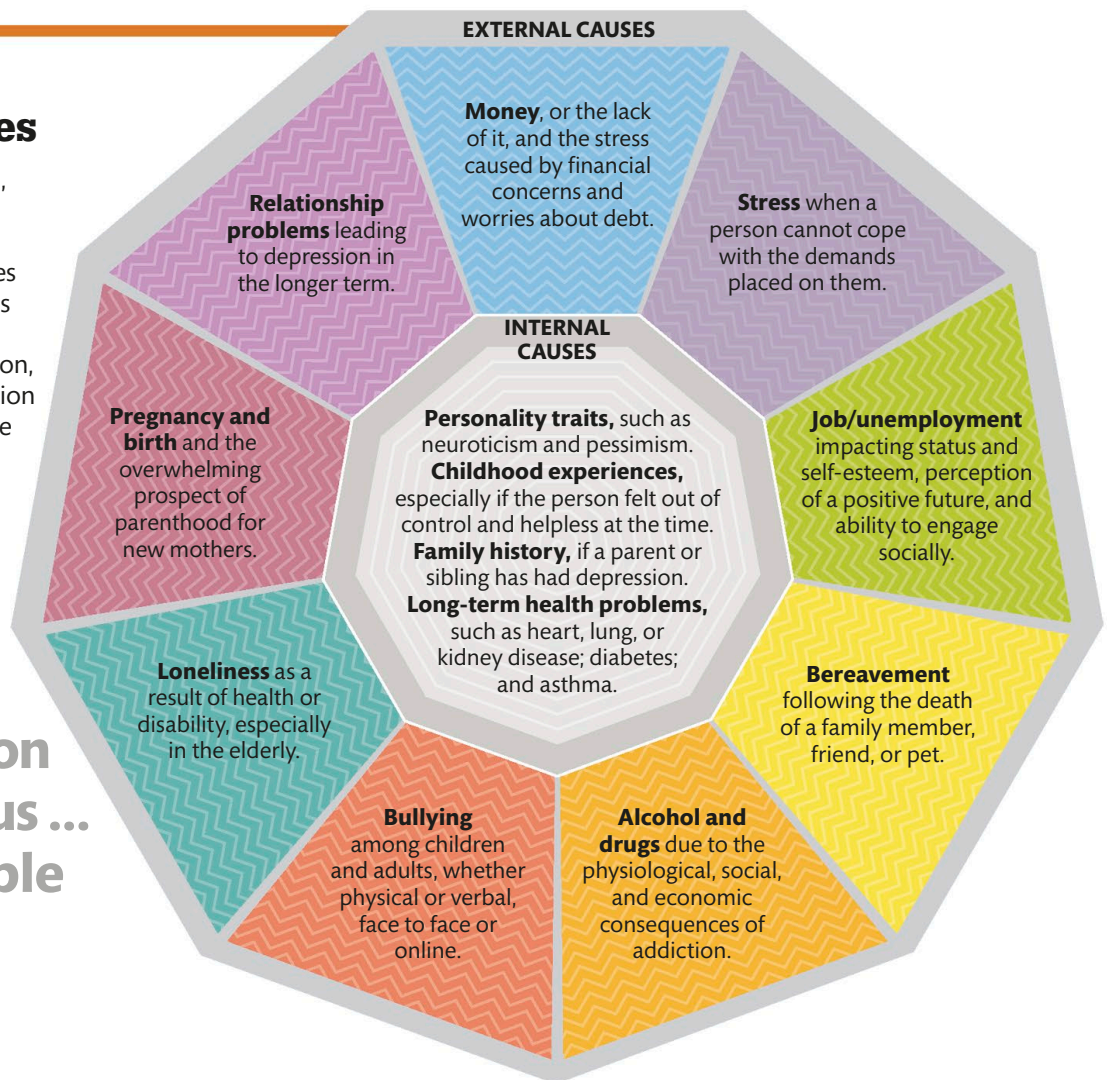 EXTERNAL CAUSES
Money, or the lack
of it, and the stress
caused by financial
concerns and
worries about debt.
Stress when a
person cannot cope
with the demands
placed on them.
Job/unemployment
impacting status and
self-esteem, perception
of a positive future, and
ability to engage
socially.
Bereavement
following the death
of a family member,
friend, or pet.
Alcohol and
drugs due to the
physiological, social,
and economic
consequences of
addiction.
Bullying
among children
and adults, whether
physical or verbal,
face to face or
online.
Loneliness as a
result of health or
disability, especially
in the elderly.
Pregnancy and
birth and the
overwhelming
prospect of
parenthood for
new mothers.
Relationship
problems leading
to depression in
the longer term.
INTERNAL
CAUSES
Personality traits, such as
neuroticism and pessimism.
Childhood experiences,
especially if the person felt out of
control and helpless at the time.
Family history, if a parent or
sibling has had depression.
Long-term health problems,
such as heart, lung, or
kidney disease; diabetes;
and asthma.